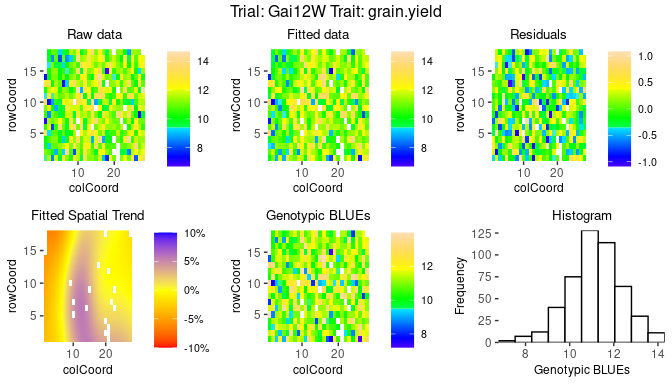 Trial: Gai12W Trait: grain.yield
Raw data
Fitted data
Residuals
rowCoord
15
10
5
10 20
colCoord
14
12
10
8
rowCoord
15
10
5
10 20
colCoord
14
12
10
8
rowCoord
15
10
5
10 20
colCoord
1.0
0.5
0.0
-0.5
-1.0
Fitted Spatial Trend
Genotypic BLUEs
Histogram
rowCoord
15
10
5
10 20
colCoord
10%
5%
0%
-5%
-10%
rowCoord
15
10
5
10 20
colCoord
12
10
8
Frequency
125
100
75
50
25
0
8 10 12 14
Genotypic BLUEs